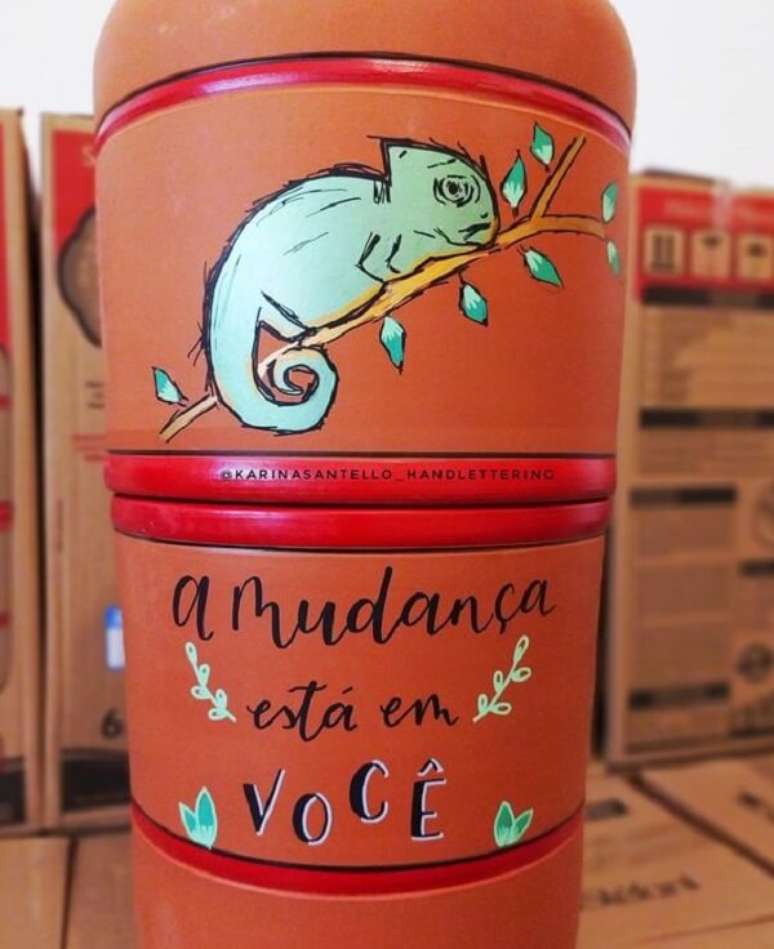 @KARINASANTELLO_HANDLETTERING
a mudança
está em
VOCÊ